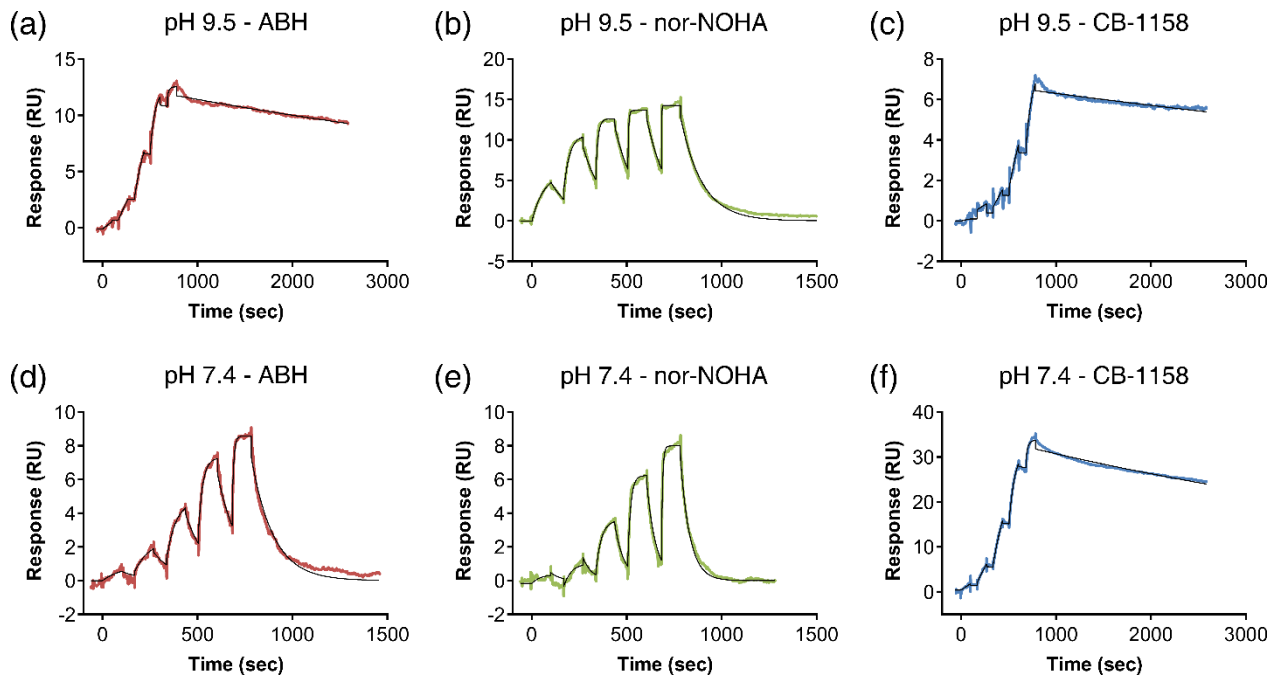 (a) pH 9.5 - ABH
15
10
5
0
Response (RU)
0 1000 2000 3000
Time (sec)
(b) pH 9.5 - nor-NOHA
20
15
10
5
0
-5
Response (RU)
0 500 1000 1500
Time (sec)
(c) pH 9.5 - CB-1158
8
6
4
2
0
-2
Response (RU)
0 1000 2000 3000
Time (sec)
(d) pH 7.4 - ABH
10
8
6
4
2
0
-2
Response (RU)
0 500 1000 1500
Time (sec)
(e) pH 7.4 - nor-NOHA
10
8
6
4
2
0
-2
Response (RU)
0 500 1000 1500
Time (sec)
(f) pH 7.4 - CB-1158
40
30
20
10
0
Response (RU)
0 1000 2000 3000
Time (sec)